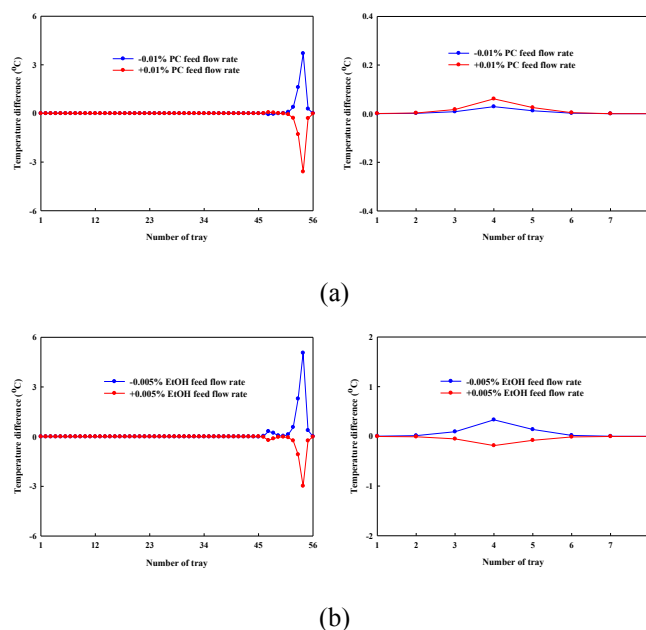 6
3
0
-3
-6
Temperature difference (⁰C)
-0.01% PC feed flow rate
+0.01% PC feed flow rate
1 12 23 34 45 56
Number of tray
0.4
0.2
0.0
-0.2
-0.4
Temperature difference (⁰C)
-0.01% PC feed flow rate
+0.01% PC feed flow rate
1 2 3 4 5 6 7
Number of tray
(a)
6
3
0
-3
-6
Temperature difference (⁰C)
-0.005% EtOH feed flow rate
+0.005% EtOH feed flow rate
1 12 23 34 45 56
Number of tray
2
1
0
-1
-2
Temperature difference (⁰C)
-0.005% EtOH feed flow rate
+0.005% EtOH feed flow rate
1 2 3 4 5 6 7
Number of tray
(b)